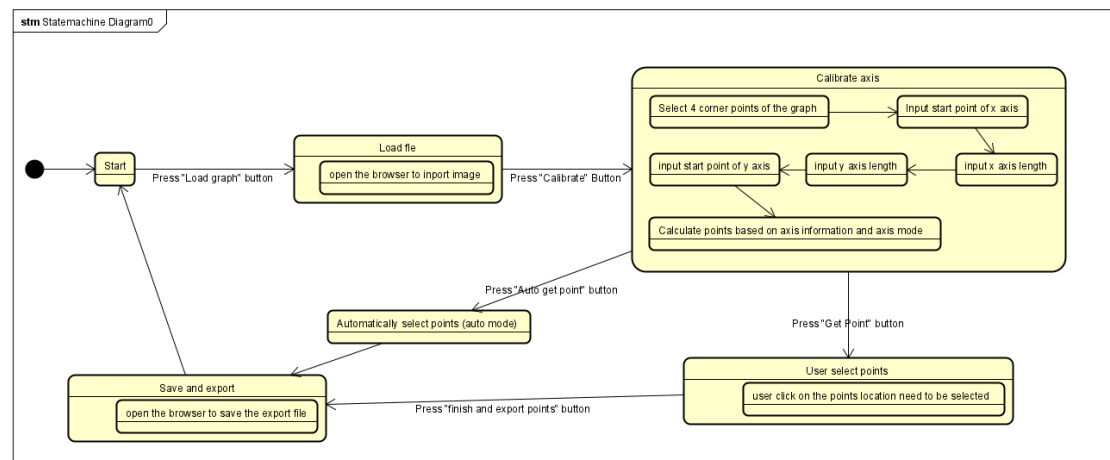 stm Statemachine Diagram0
Calibrate axis
Select 4 corner points of the graph
Input start point of x axis
Load fle
Start
open the browser to inport image
input start point of y axis
input y axis length
input x axis length
Press "Load graph" button
Press "Calibrate" Button
Calculate points based on axis information and axis mode
Press "Auto get point" button
Automatically select points (auto mode)
Press "Get Point" button
User select points
Save and export
user click on the points location need to be selected
open the browser to save the export file
Press "finish and export points" button